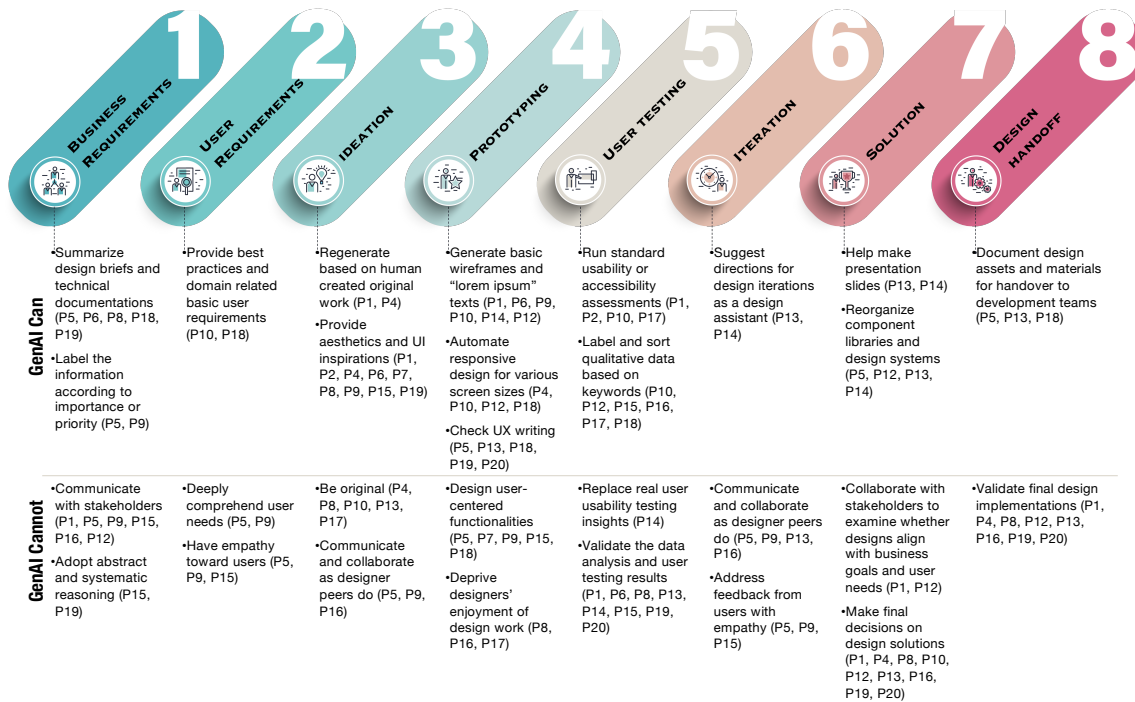 1
BUSINESS
REQUIREMENTS
2
USER
REQUIREMENTS
3
IDEATION
4
PROTOTYPING
5
USER TESTING
6
ITERATION
7
SOLUTION
8
DESIGN
HANDOFF
GenAI Can
•Summarize
design briefs and
technical
documentations
(P5, P6, P8, P18,
P19)
•Label the
information
according to
importance or
priority (P5, P9)
•Provide best
practices and
domain related
basic user
requirements
(P10, P18)
•Regenerate
based on human
created original
work (P1, P4)
•Provide
aesthetics and UI
inspirations (P1,
P2, P4, P6, P7,
P8, P9, P15, P19)
•Generate basic
wireframes and
“lorem ipsum”
texts (P1, P6, P9,
P10, P14, P12)
•Automate
responsive
design for various
screen sizes (P4,
P10, P12, P18)
•Check UX writing
(P5, P13, P18,
P19, P20)
•Run standard
usability or
accessibility
assessments (P1,
P2, P10, P17)
•Label and sort
qualitative data
based on
keywords (P10,
P12, P15, P16,
P17, P18)
•Suggest
directions for
design iterations
as a design
assistant (P13,
P14)
•Help make
presentation
slides (P13, P14)
•Reorganize
component
libraries and
design systems
(P5, P12, P13,
P14)
•Document design
assets and materials
for handover to
development teams
(P5, P13, P18)
GenAI Cannot
•Communicate
with stakeholders
(P1, P5, P9, P15,
P16, P12)
•Adopt abstract
and systematic
reasoning (P15,
P19)
•Deeply
comprehend user
needs (P5, P9)
•Have empathy
toward users (P5,
P9, P15)
•Be original (P4,
P8, P10, P13,
P17)
•Communicate
and collaborate
as designer
peers do (P5, P9,
P16)
•Design user-
centered
functionalities
(P5, P7, P9, P15,
P18)
•Deprive
designers’
enjoyment of
design work (P8,
P16, P17)
•Replace real user
usability testing
insights (P14)
•Validate the data
analysis and user
testing results
(P1, P6, P8, P13,
P14, P15, P19,
P20)
•Communicate
and collaborate
as designer peers
do (P5, P9, P13,
P16)
•Address
feedback from
users with
empathy (P5, P9,
P15)
•Collaborate with
stakeholders to
examine whether
designs align
with business
goals and user
needs (P1, P12)
•Make final
decisions on
design solutions
(P1, P4, P8, P10,
P12, P13, P16,
P19, P20)
•Validate final design
implementations (P1,
P4, P8, P12, P13,
P16, P19, P20)